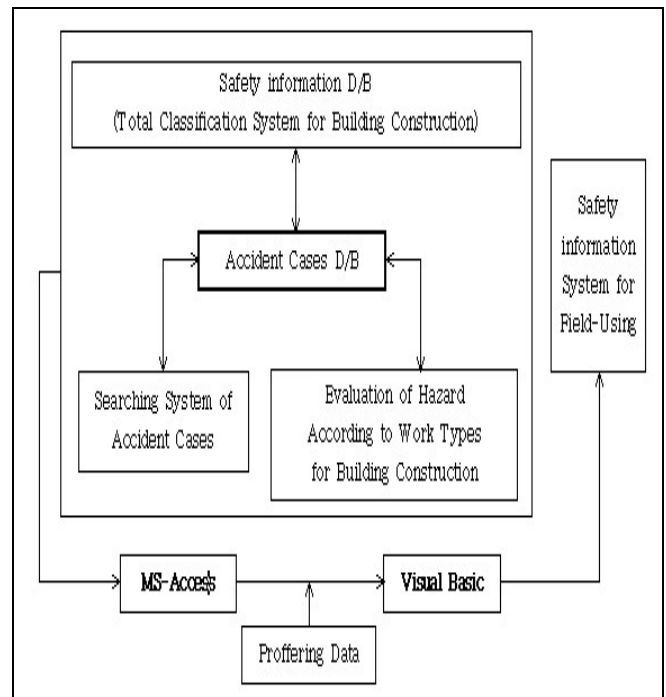 Safety information D/B
(Total Classification System for Building Construction)
Accident Cases D/B
Searching System of
Accident Cases
Evaluation of Hazard
According to Work Types
for Building Construction
Safety
information
System for
Field-Using
MS-Access
Visual Basic
Proffering Data